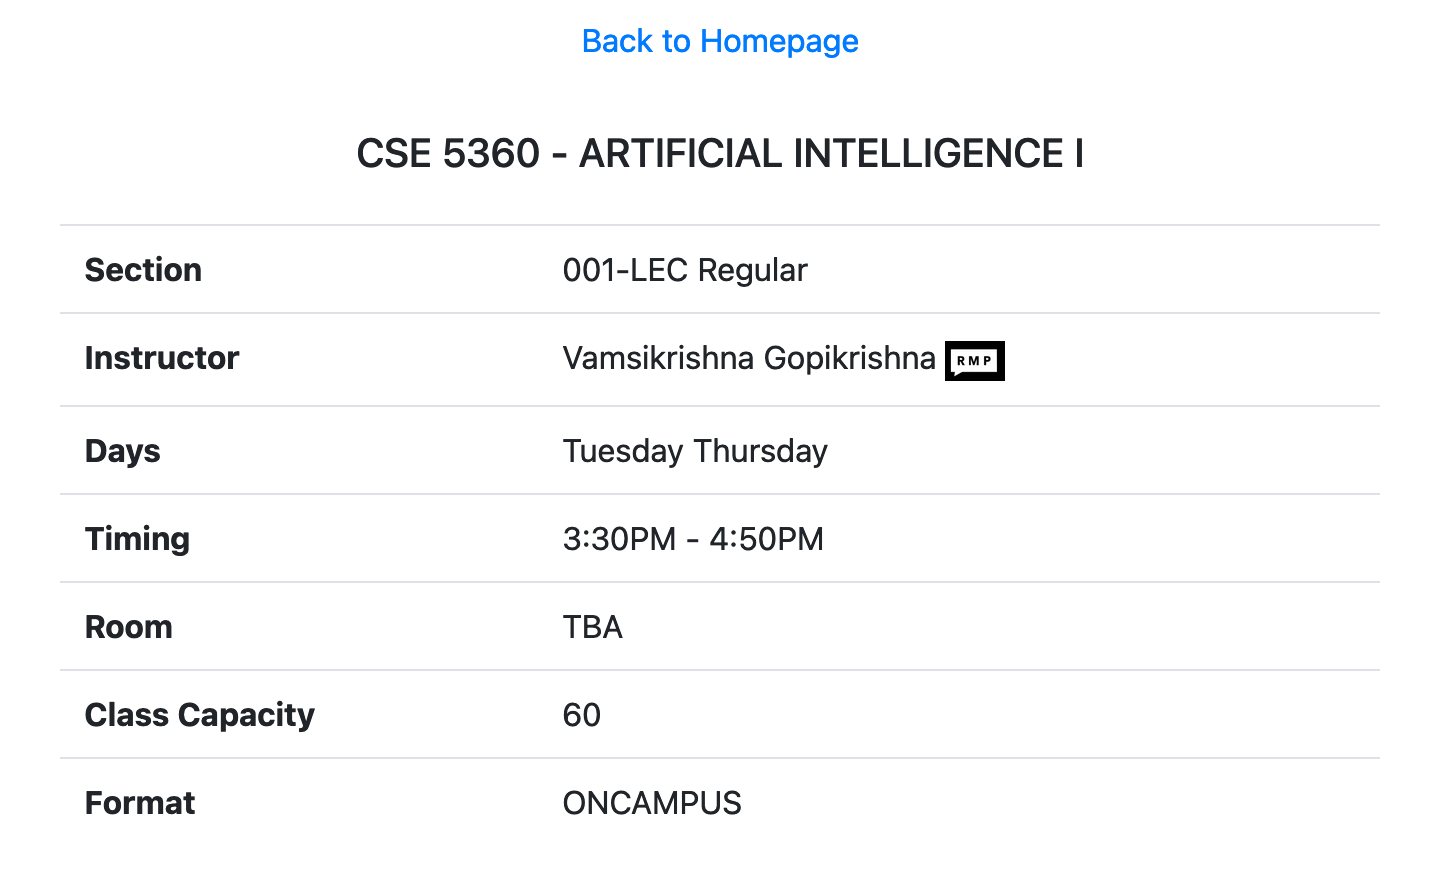 Back to Homepage
CSE 5360 - ARTIFICIAL INTELLIGENCE I
Section 001-LEC Regular
Instructor Vamsikrishna Gopikrishna RMP
Days Tuesday Thursday
Timing 3:30PM - 4:50PM
Room TBA
Class Capacity 60
Format ONCAMPUS